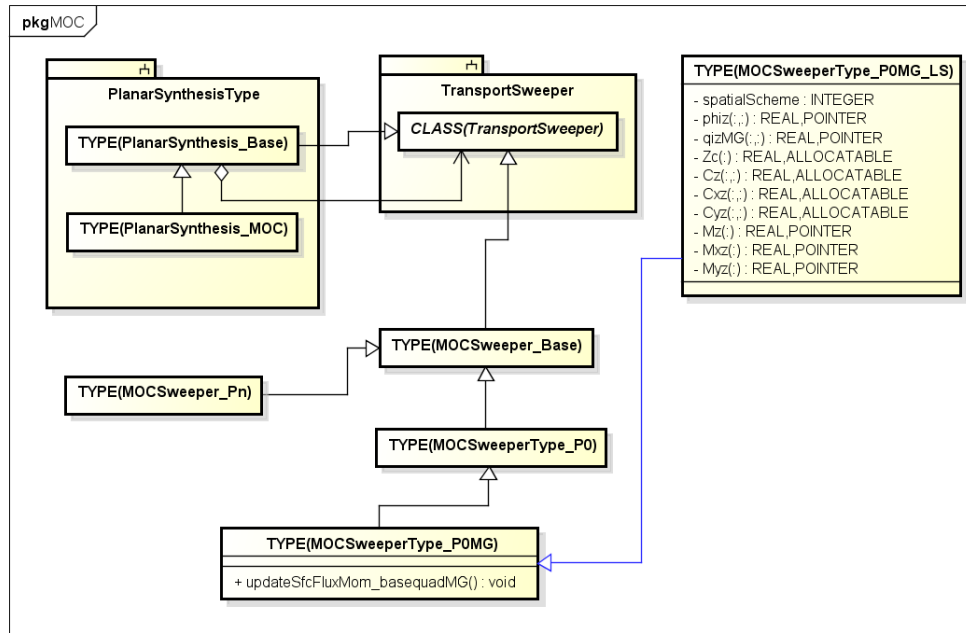 pkgMOC
PlanarSynthesisType
TYPE(PlanarSynthesis_Base)
TYPE(PlanarSynthesis_MOC)
TransportSweeper
CLASS(TransportSweeper)
TYPE(MOCSweeperType_P0MG_LS)
- spatialScheme : INTEGER
- phiz(:,:) : REAL,POINTER
- qizMG(:,:) : REAL,POINTER
- Zc(:) : REAL,ALLOCATABLE
- Cz(:,:) : REAL,ALLOCATABLE
- Cxz(:,:) : REAL,ALLOCATABLE
- Cyz(:,:) : REAL,ALLOCATABLE
- Mz(:) : REAL,POINTER
- Mxz(:) : REAL,POINTER
- Myz(:) : REAL,POINTER
TYPE(MOCSweeper_Base)
TYPE(MOCSweeper_Pn)
TYPE(MOCSweeperType_P0)
TYPE(MOCSweeperType_P0MG)
+ updateSfcFluxMom_basequadMG() : void